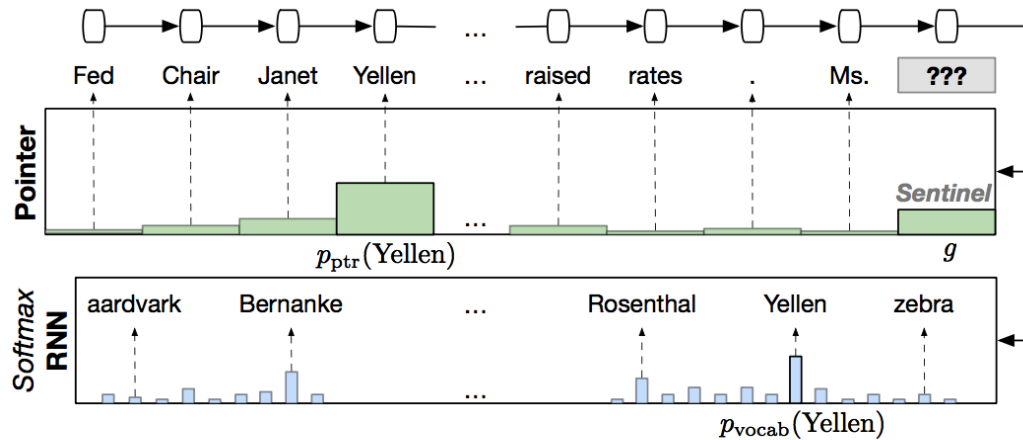 ...
Fed Chair Janet Yellen ... raised rates . Ms. ???
Pointer
Sentinel
...
p_ptr(Yellen)
g
Softmax
RNN
aardvark Bernanke ... Rosenthal Yellen zebra
...
p_vocab(Yellen)